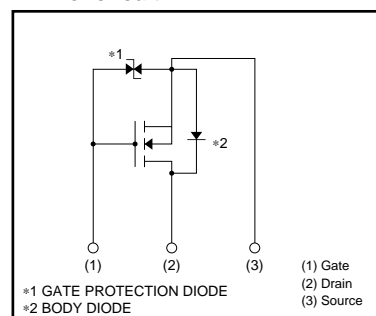 ∗1
∗2
(1) (2) (3)
(1) Gate
(2) Drain
(3) Source
∗1 GATE PROTECTION DIODE
∗2 BODY DIODE